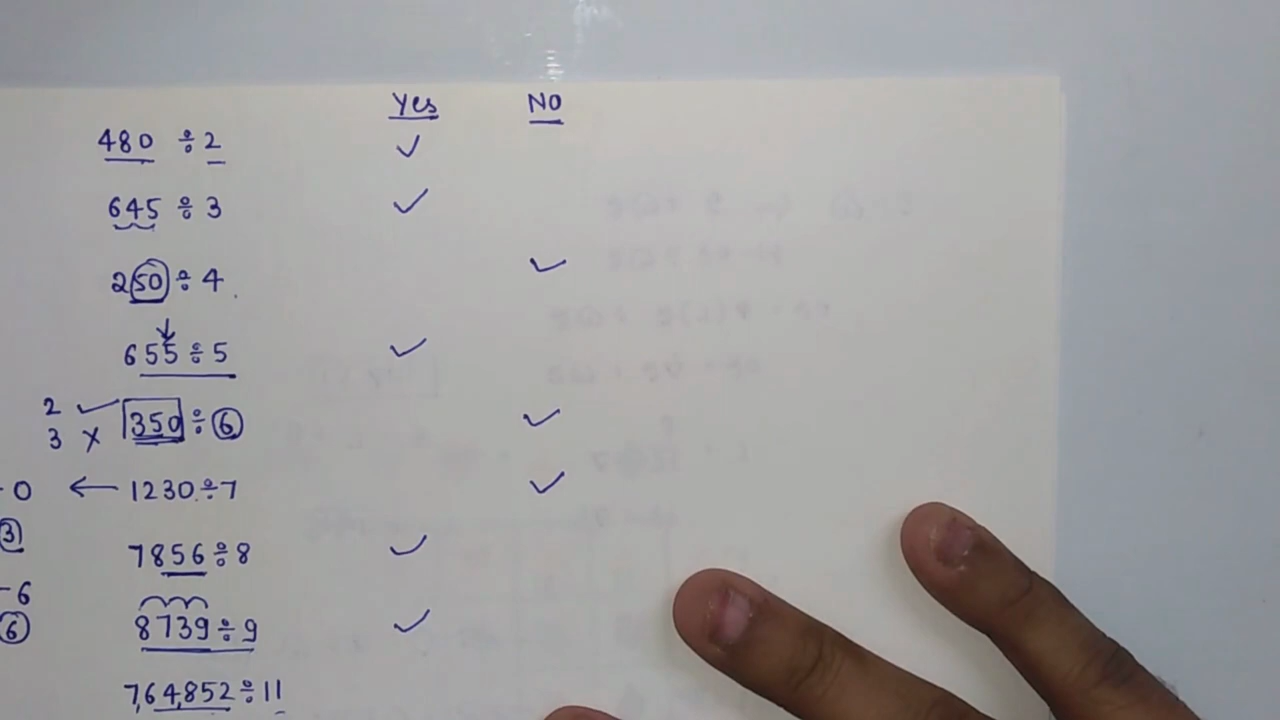 Yes No
480 ÷ 2 ✓
645 ÷ 3 ✓
250 ÷ 4 ✓
655 ÷ 5 ✓
2 ✓ 350 ÷ 6 ✓
3 ✗
-0 ← 1230 ÷ 7 ✓
3
7856 ÷ 8 ✓
-6
8739 ÷ 9 ✓
6
7,64,852 ÷ 11